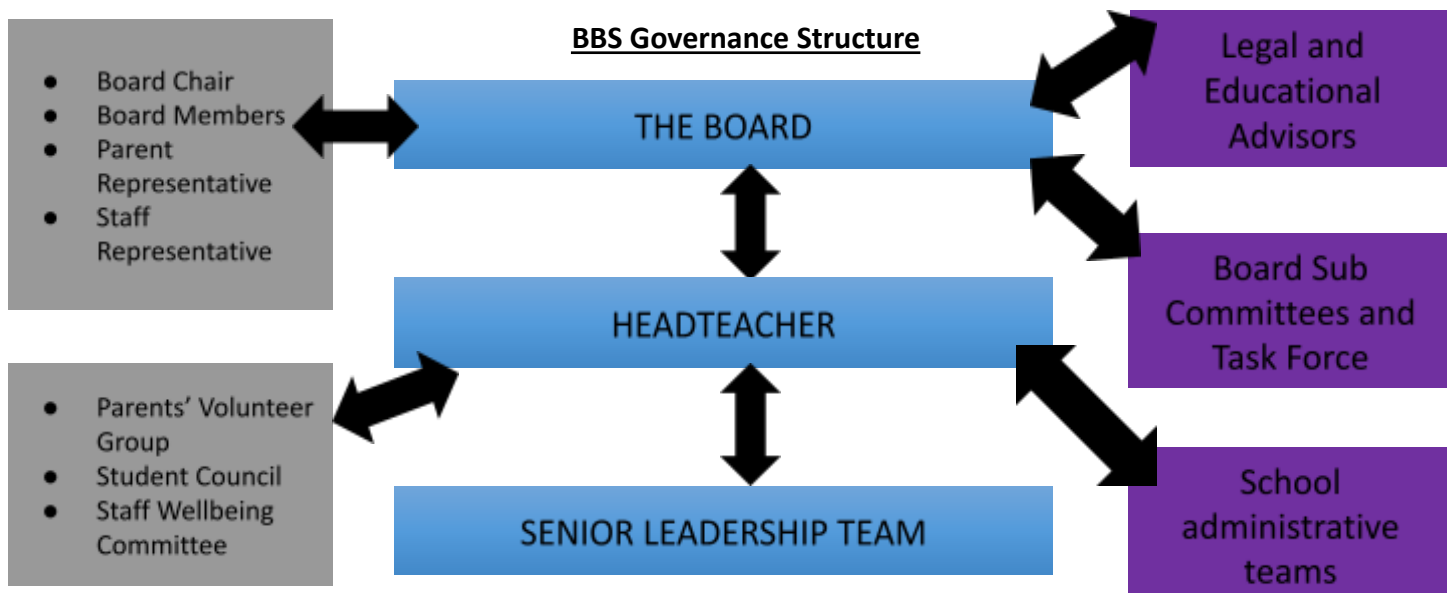 BBS Governance Structure
● Board Chair
● Board Members
● Parent
Representative
● Staff
Representative
THE BOARD
Legal and
Educational
Advisors
HEADTEACHER
Board Sub
Committees and
Task Force
● Parents’ Volunteer
Group
● Student Council
● Staff Wellbeing
Committee
SENIOR LEADERSHIP TEAM
School
administrative
teams